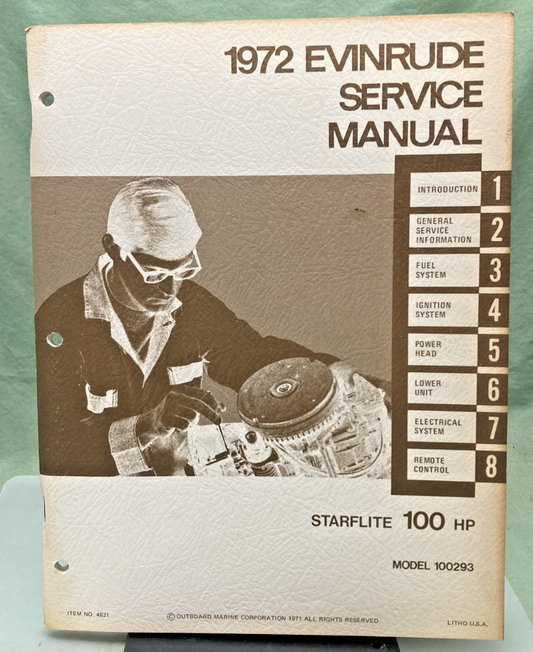 1972 EVINRUDE
SERVICE
MANUAL
INTRODUCTION 1
GENERAL
SERVICE
INFORMATION 2
FUEL
SYSTEM 3
IGNITION
SYSTEM 4
POWER
HEAD 5
LOWER
UNIT 6
ELECTRICAL
SYSTEM 7
REMOTE
CONTROL 8
STARFLITE 100 HP
MODEL 100293
ITEM NO. 4821
© OUTBOARD MARINE CORPORATION 1971 ALL RIGHTS RESERVED
LITHO U.S.A.